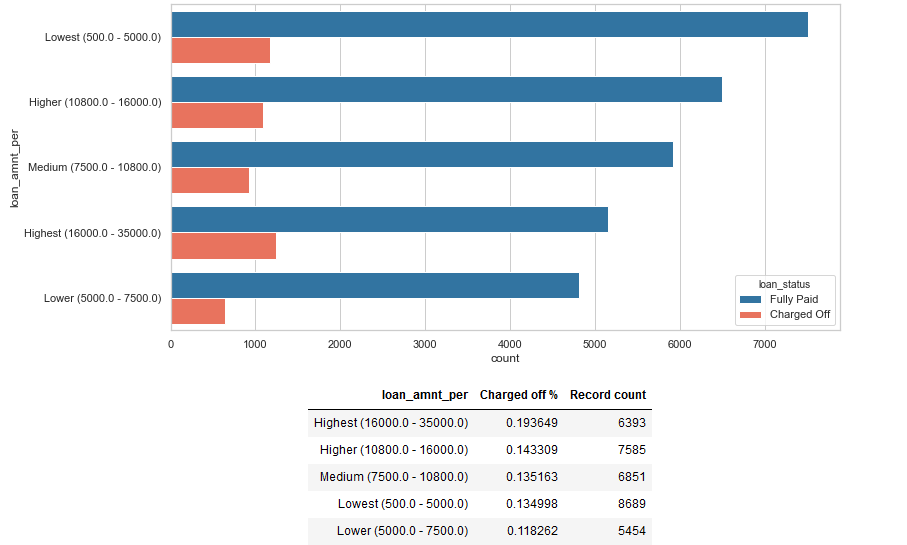 Lowest (500.0 - 5000.0)
Higher (10800.0 - 16000.0)
Medium (7500.0 - 10800.0)
Highest (16000.0 - 35000.0)
Lower (5000.0 - 7500.0)
loan_amnt_per
loan_status
Fully Paid
Charged Off
0 1000 2000 3000 4000 5000 6000 7000
count
loan_amnt_per Charged off % Record count
Highest (16000.0 - 35000.0) 0.193649 6393
Higher (10800.0 - 16000.0) 0.143309 7585
Medium (7500.0 - 10800.0) 0.135163 6851
Lowest (500.0 - 5000.0) 0.134998 8689
Lower (5000.0 - 7500.0) 0.118262 5454